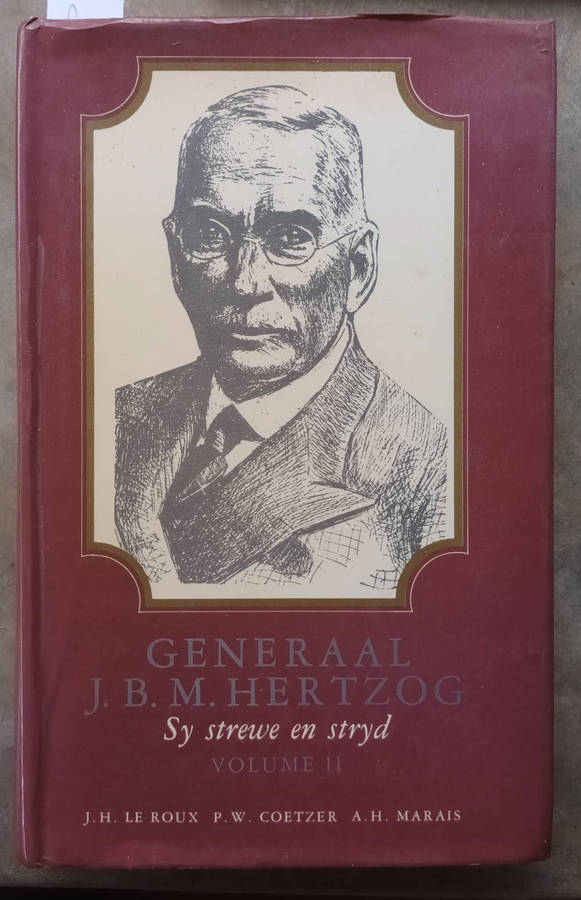 GENERAAL
J. B. M. HERTZOG
Sy strewe en stryd
VOLUME II
J.H. LE ROUX P.W. COETZER A.H. MARAIS